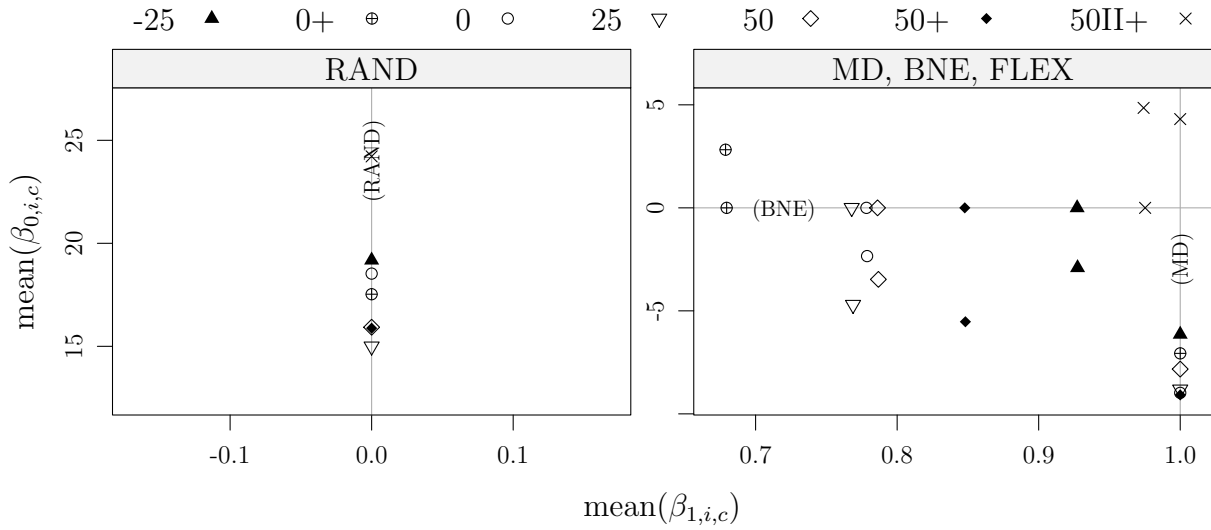 -25 0+ 0 25 50 50+ 50II+
RAND
MD, BNE, FLEX
mean(β0,i,c)
25
20
15
(RAND)
-0.1 0.0 0.1
5
0
-5
(BNE)
(MD)
0.7 0.8 0.9 1.0
mean(β1,i,c)